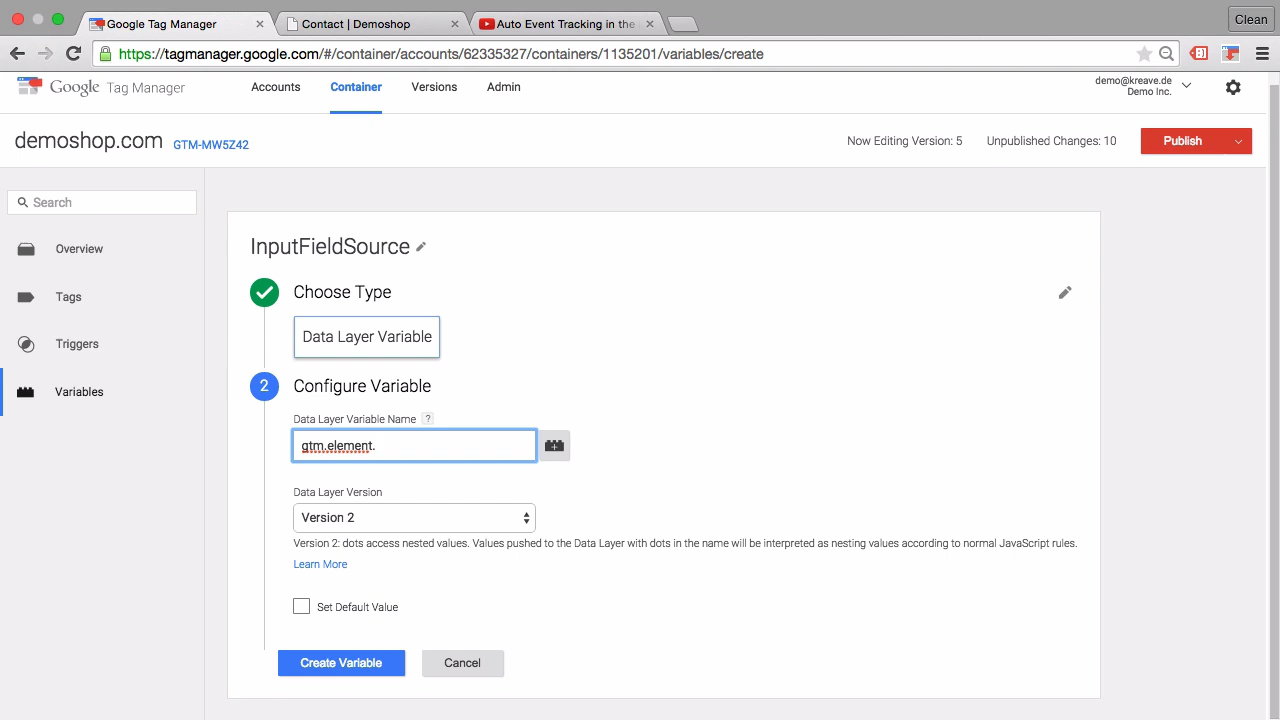 Google Tag Manager
Contact | Demoshop
Auto Event Tracking in the
Clean
https://tagmanager.google.com/#/container/accounts/62335327/containers/1135201/variables/create
Google Tag Manager
Accounts
Container
Versions
Admin
demo@kreave.de
Demo Inc.
demoshop.com
GTM-MW5Z42
Now Editing Version: 5
Unpublished Changes: 10
Publish
Search
Overview
Tags
Triggers
Variables
InputFieldSource
Choose Type
Data Layer Variable
2
Configure Variable
Data Layer Variable Name ?
gtm.element.
Data Layer Version
Version 2
Version 2: dots access nested values. Values pushed to the Data Layer with dots in the name will be interpreted as nesting values according to normal JavaScript rules.
Learn More
Set Default Value
Create Variable
Cancel